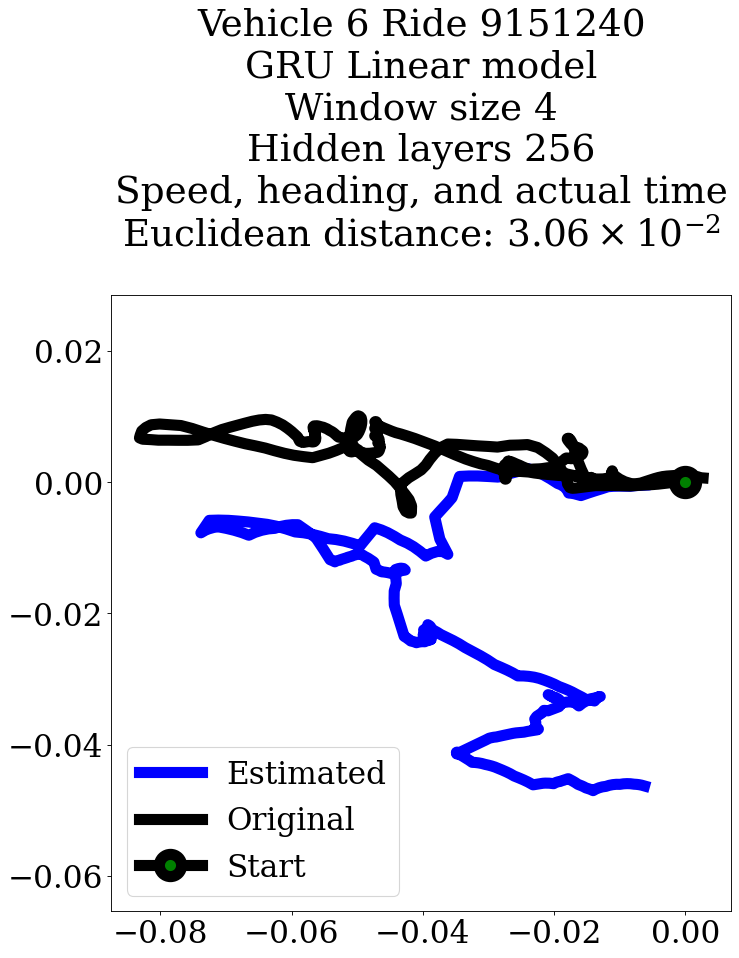 Vehicle 6 Ride 9151240
GRU Linear model
Window size 4
Hidden layers 256
Speed, heading, and actual time
Euclidean distance: 3.06 × 10⁻²
0.02
0.00
−0.02
−0.04
−0.06
Estimated
Original
Start
−0.08 −0.06 −0.04 −0.02 0.00